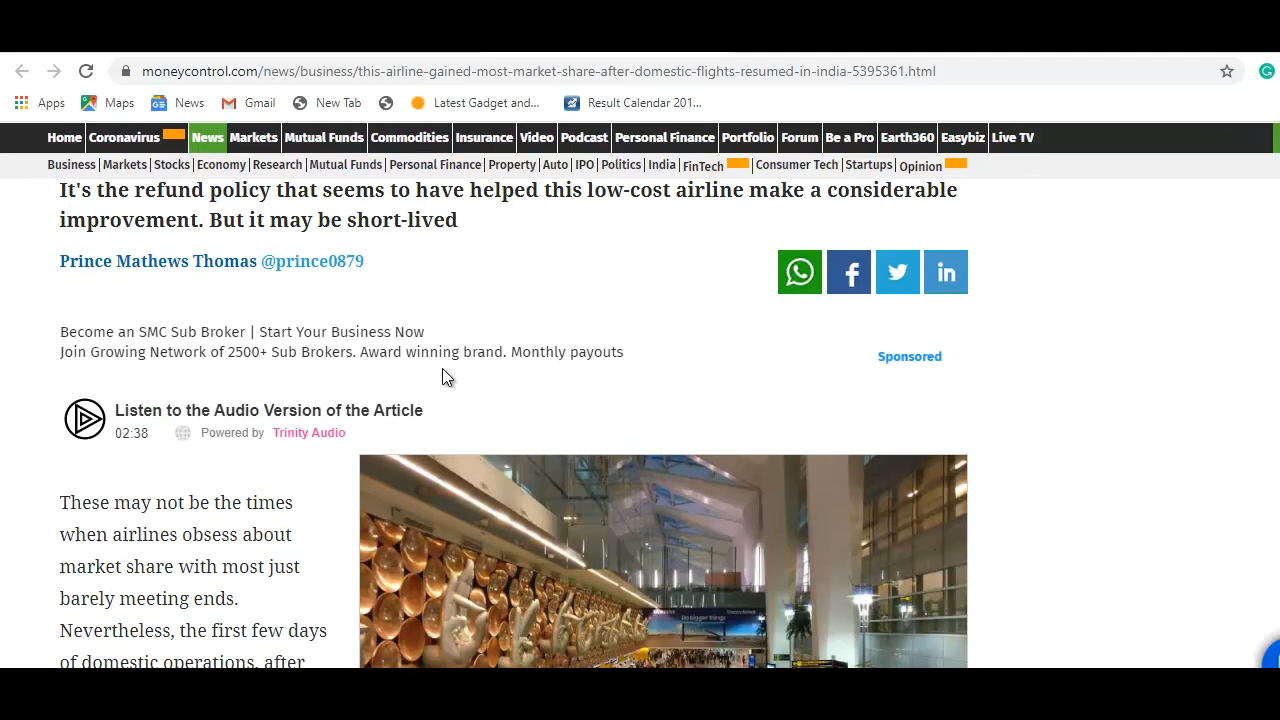 moneycontrol.com/news/business/this-airline-gained-most-market-share-after-domestic-flights-resumed-in-india-5395361.html
Apps Maps News Gmail New Tab Latest Gadget and... Result Calendar 201...
Home Coronavirus News Markets Mutual Funds Commodities Insurance Video Podcast Personal Finance Portfolio Forum Be a Pro Earth360 Easybiz Live TV
Business | Markets | Stocks | Economy | Research | Mutual Funds | Personal Finance | Property | Auto | IPO | Politics | India | FinTech | Consumer Tech | Startups | Opinion
It's the refund policy that seems to have helped this low-cost airline make a considerable
improvement. But it may be short-lived
Prince Mathews Thomas @prince0879
Become an SMC Sub Broker | Start Your Business Now
Join Growing Network of 2500+ Sub Brokers. Award winning brand. Monthly payouts
Sponsored
Listen to the Audio Version of the Article
02:38 Powered by Trinity Audio
These may not be the times
when airlines obsess about
market share with most just
barely meeting ends.
Nevertheless, the first few days
of domestic operations, after